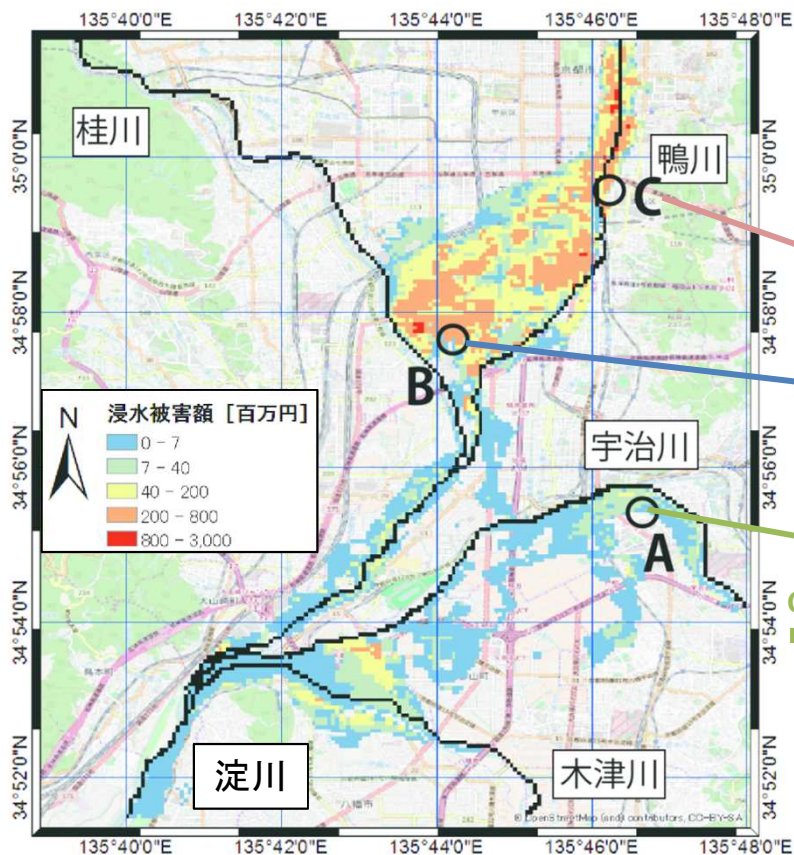 135°40'0"E 135°42'0"E 135°44'0"E 135°46'0"E 135°48'0"E
35°0'0"N
34°58'0"N
34°56'0"N
34°54'0"N
34°52'0"N
桂川
鴨川
C
B
N
浸水被害額 [百万円]
0 - 7
7 - 40
40 - 200
200 - 800
800 - 3,000
宇治川
A
淀川
木津川
八幡市
© OpenStreetMap (and) contributors, CC-BY-SA
35°0'0"N
34°58'0"N
34°56'0"N
34°54'0"N
34°52'0"N
135°40'0"E 135°42'0"E 135°44'0"E 135°46'0"E 135°48'0"E